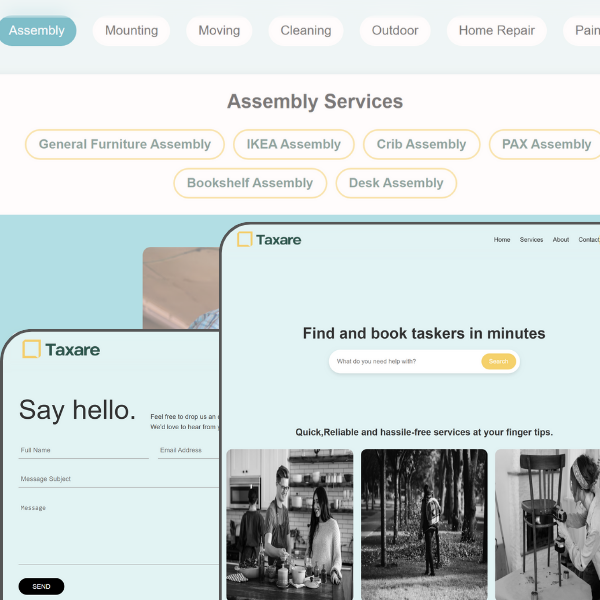 Assembly Mounting Moving Cleaning Outdoor Home Repair Pain
Assembly Services
General Furniture Assembly IKEA Assembly Crib Assembly PAX Assembly
Bookshelf Assembly Desk Assembly
Taxare
Home Services About Contact
Find and book taskers in minutes
What do you need help with? Search
Quick,Reliable and hassile-free services at your finger tips.
Taxare
Say hello.
Feel free to drop us an
We'd love to hear from
Full Name Email Address
Message Subject
Message
SEND